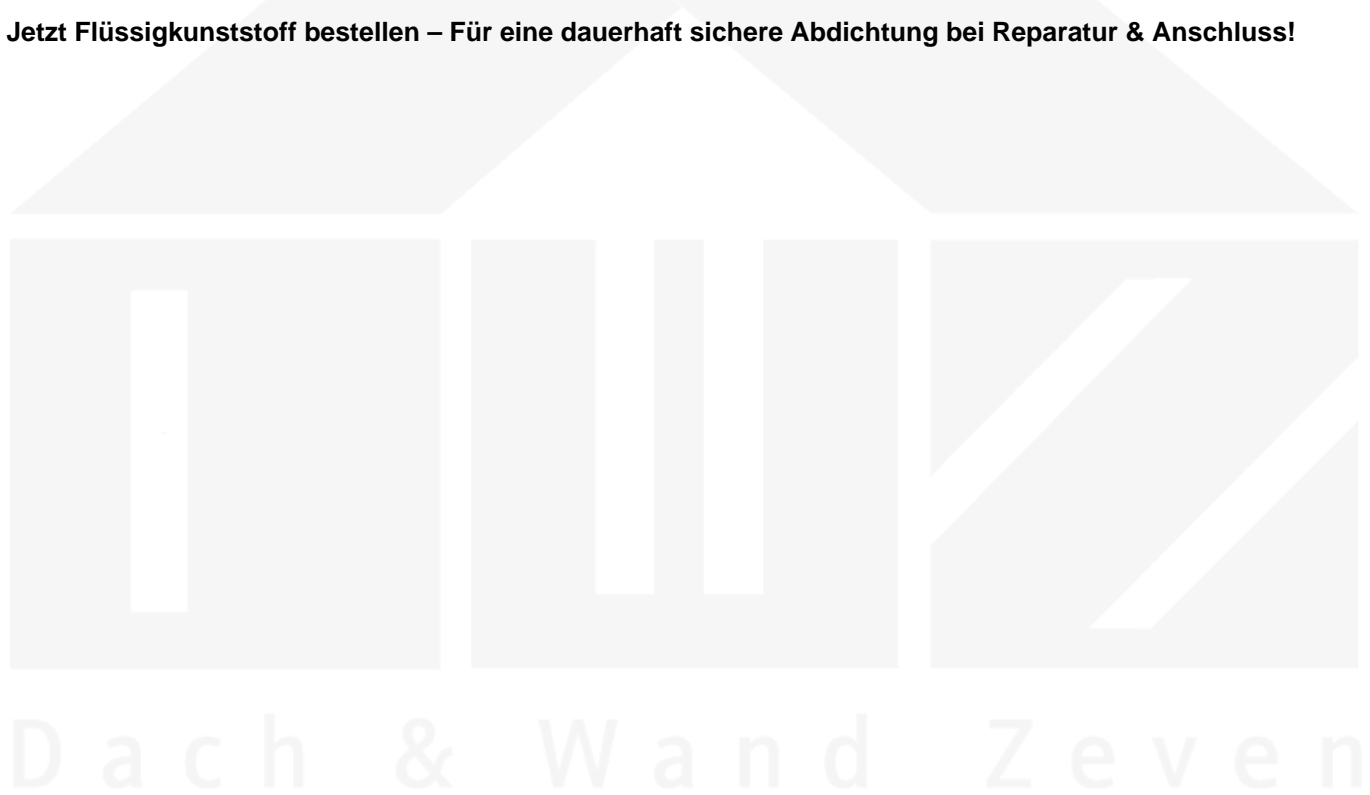 Jetzt Flüssigkunststoff bestellen – Für eine dauerhaft sichere Abdichtung bei Reparatur & Anschluss!
Dach & Wand Zeven